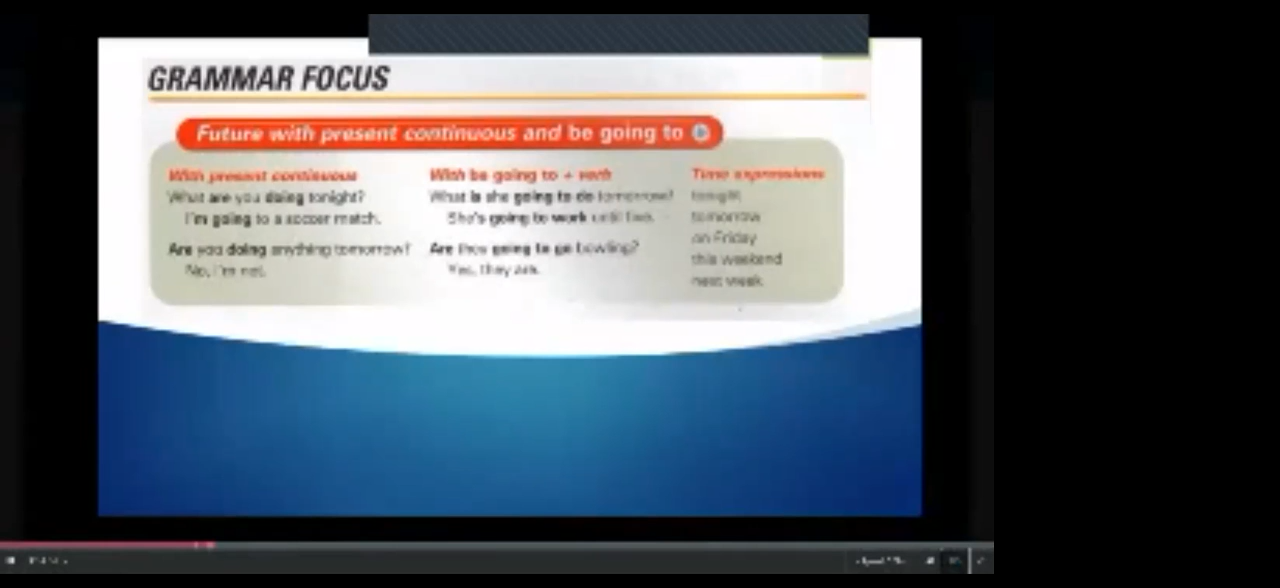 GRAMMAR FOCUS
Future with present continuous and be going to
With present continuous
What are you doing tonight?
I'm going to a soccer match.
Are you doing anything tomorrow?
No, I'm not.
With be going to + verb
What is she going to do tomorrow?
She's going to work until five.
Are they going to go bowling?
Yes, they are.
Time expressions
tonight
tomorrow
on Friday
this weekend
next week